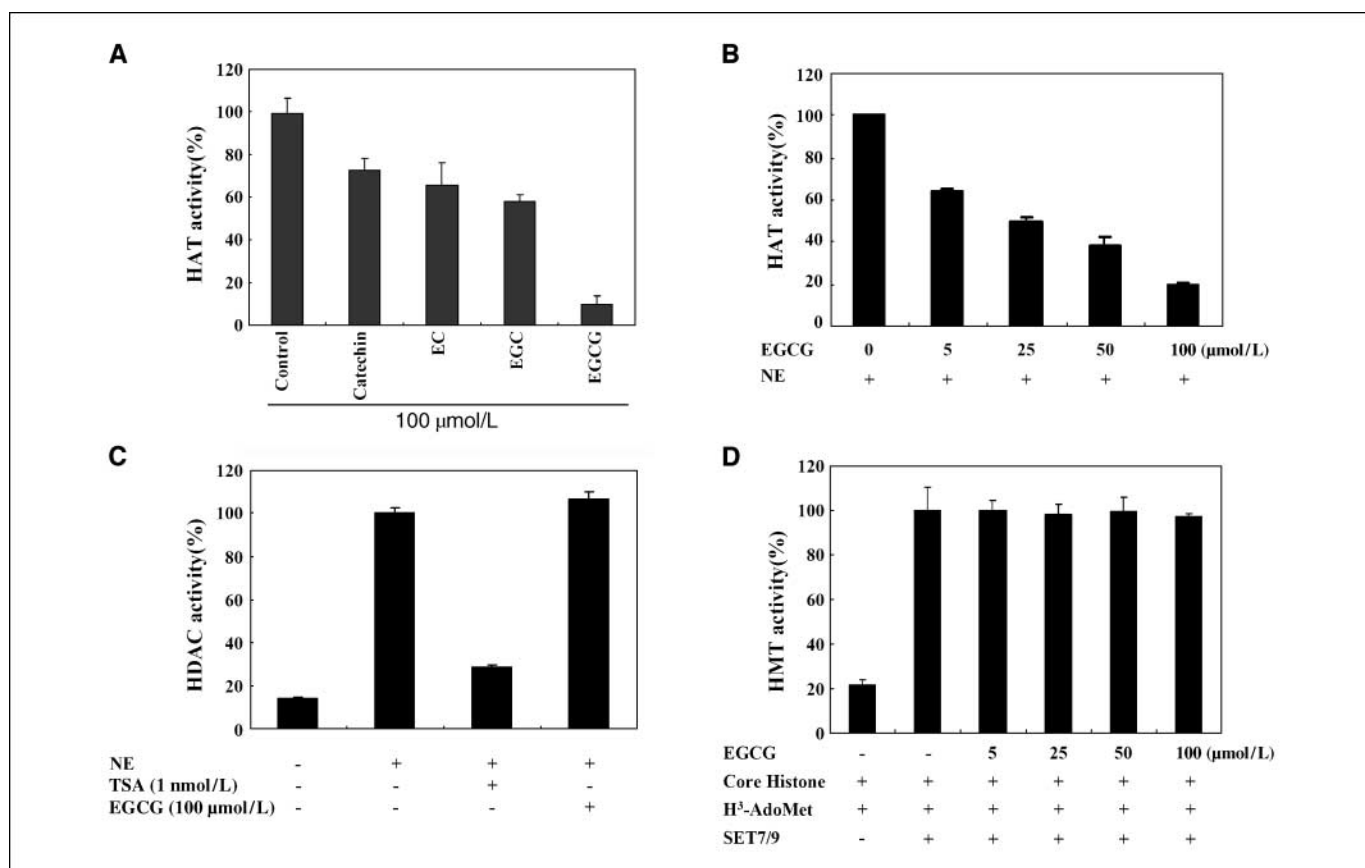 A
HAT activity(%)
120
100
80
60
40
20
0
Control
Catechin
EC
EGC
EGCG
100 μmol/L
B
HAT activity(%)
120
100
80
60
40
20
0
EGCG 0 5 25 50 100 (μmol/L)
NE + + + + +
C
HDAC activity(%)
120
100
80
60
40
20
0
NE - + + +
TSA (1 nmol/L) - - + -
EGCG (100 μmol/L) - - - +
D
HMT activity(%)
120
100
80
60
40
20
0
EGCG - - 5 25 50 100 (μmol/L)
Core Histone + + + + + +
H³-AdoMet + + + + + +
SET7/9 - + + + + +